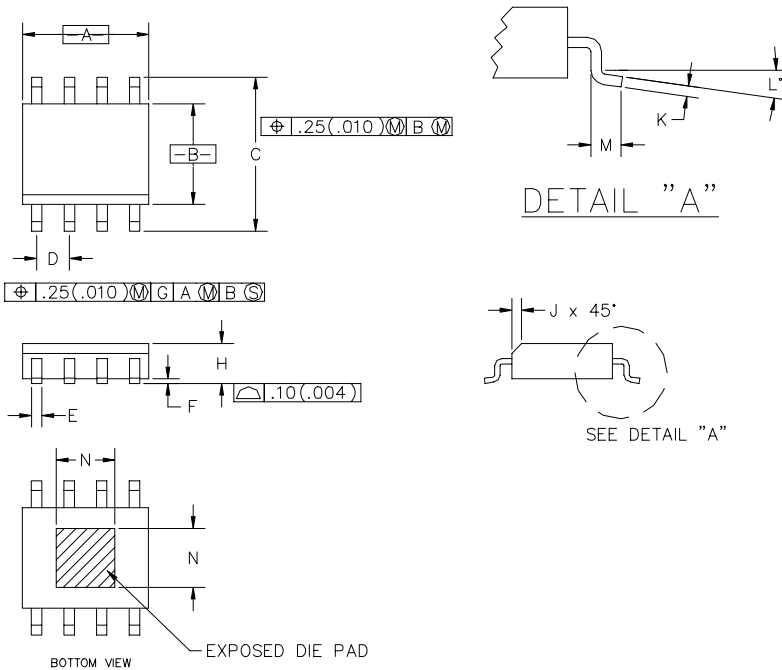 -A-
-B-
C
⌖ .25(.010)Ⓜ B Ⓜ
D
⌖ .25(.010)Ⓜ G A Ⓜ B Ⓢ
H
F
E
⌓ .10(.004)
N
N
EXPOSED DIE PAD
BOTTOM VIEW
L°
K
M
DETAIL "A"
J x 45°
SEE DETAIL "A"